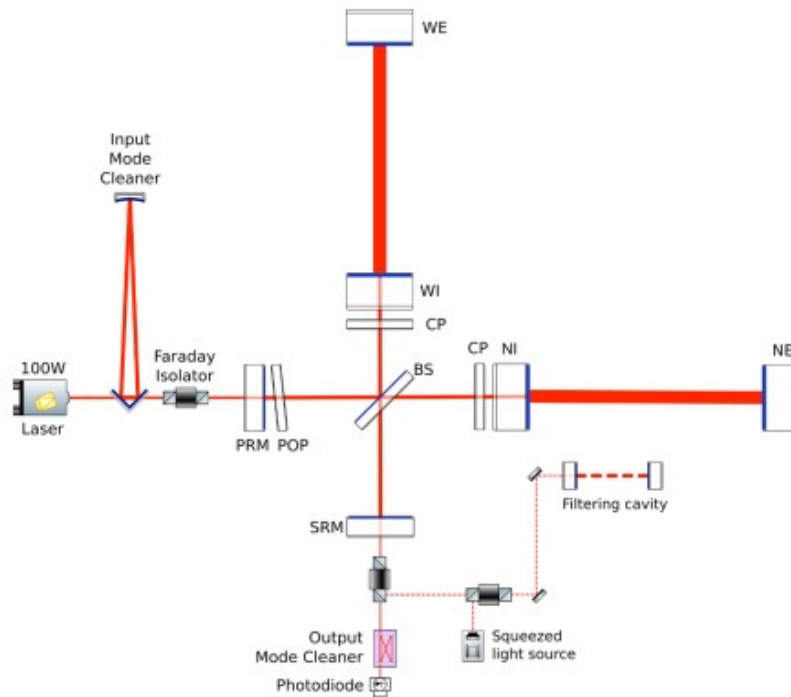 WE
Input
Mode
Cleaner
WI
CP
100W
Laser
Faraday
Isolator
PRM
POP
BS
CP
NI
NE
SRM
Filtering cavity
Output
Mode Cleaner
Squeezed
light source
Photodiode